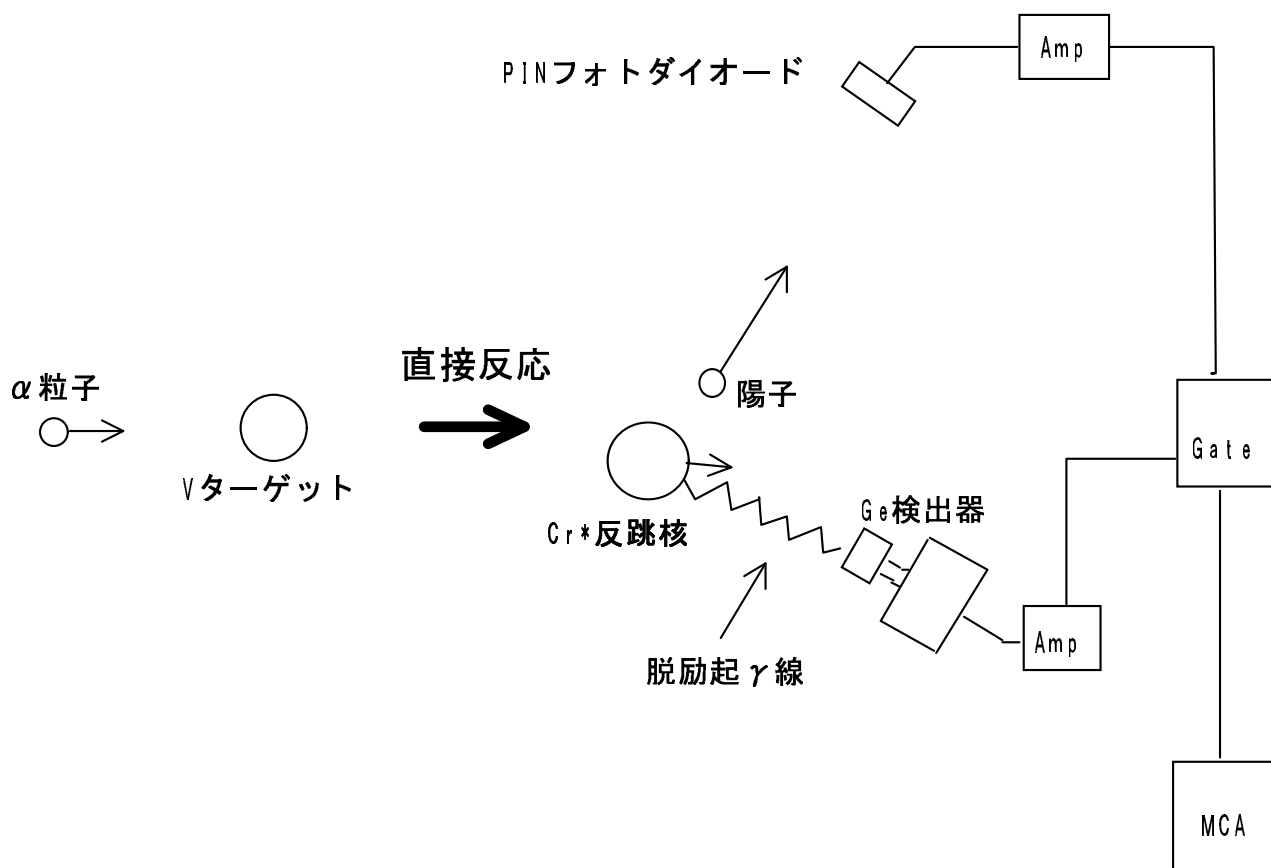 PINフォトダイオード
Amp
直接反応
α粒子
陽子
Vターゲット
Gate
Ge検出器
Cr*反跳核
Amp
脱励起γ線
MCA